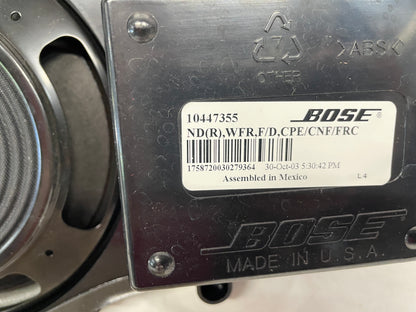 7
OTHER
>ABS<
10447355
BOSE®
ND(R),WFR,F/D,CPE/CNF/FRC
1758720030279364 30-Oct-03 5:30:42 PM
Assembled in Mexico L4
BOSE
MADE IN U.S.A.